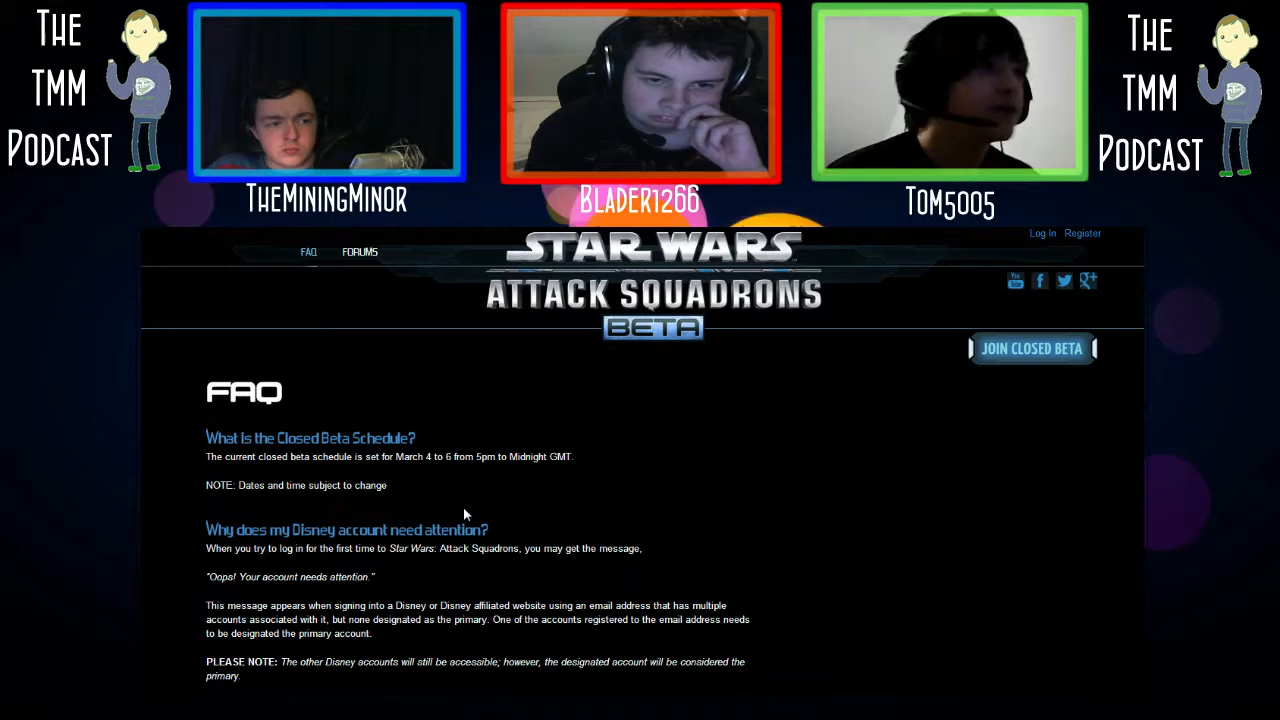 The
TMM
Podcast
TheMiningMinor
Blader1266
Tom5005
The
TMM
Podcast
Log In Register
FAQ FORUMS
STAR WARS
ATTACK SQUADRONS
BETA
You Tube
JOIN CLOSED BETA
FAQ
What Is the Closed Beta Schedule?
The current closed beta schedule is set for March 4 to 6 from 5pm to Midnight GMT.
NOTE: Dates and time subject to change
Why does my Disney account need attention?
When you try to log in for the first time to Star Wars: Attack Squadrons, you may get the message,
"Oops! Your account needs attention."
This message appears when signing into a Disney or Disney affiliated website using an email address that has multiple
accounts associated with it, but none designated as the primary. One of the accounts registered to the email address needs
to be designated the primary account.
PLEASE NOTE: The other Disney accounts will still be accessible; however, the designated account will be considered the
primary.